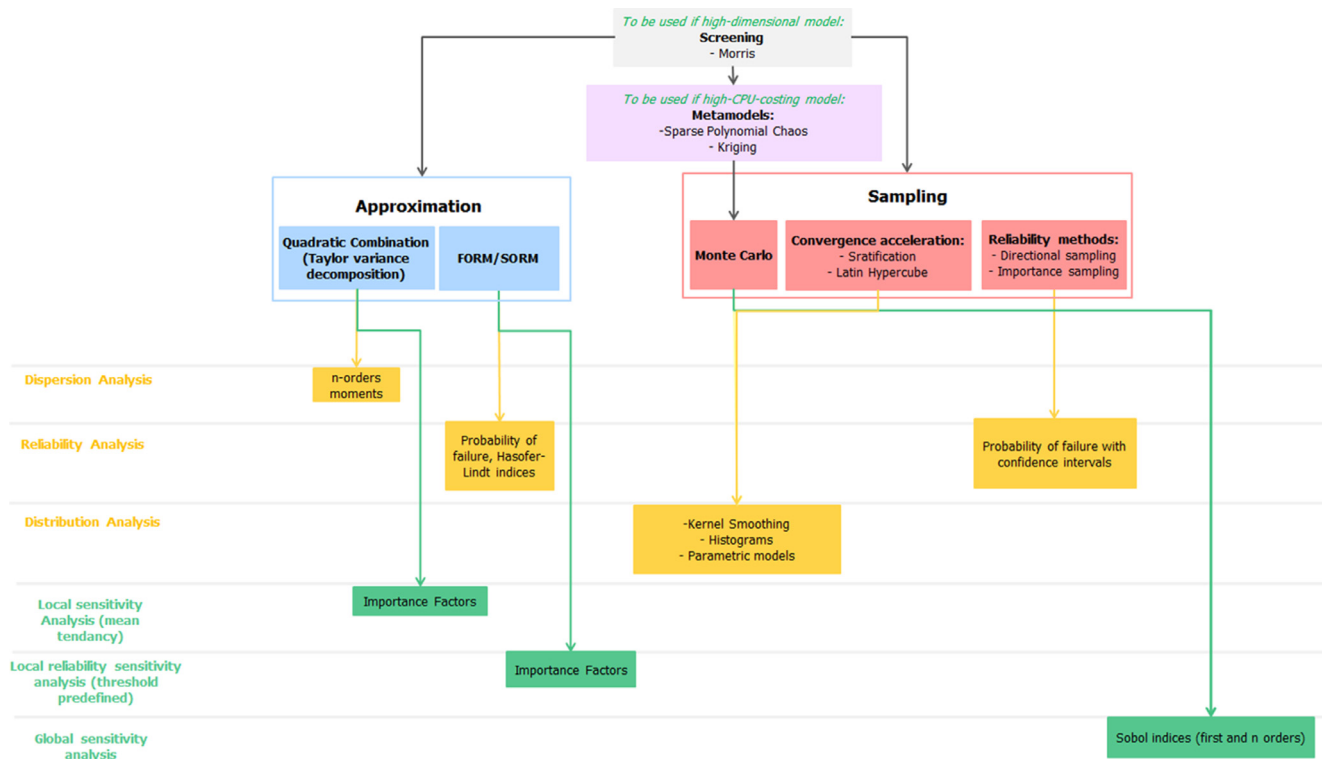 To be used if high-dimensional model:
Screening
- Morris
To be used if high-CPU-costing model:
Metamodels:
-Sparse Polynomial Chaos
- Kriging
Approximation
Quadratic Combination
(Taylor variance
decomposition)
FORM/SORM
Sampling
Monte Carlo
Convergence acceleration:
- Sratification
- Latin Hypercube
Reliability methods:
- Directional sampling
- Importance sampling
Dispersion Analysis
n-orders
moments
Reliability Analysis
Probability of
failure, Hasofer-
Lindt indices
Probability of failure with
confidence intervals
Distribution Analysis
-Kernel Smoothing
- Histograms
- Parametric models
Local sensitivity
Analysis (mean
tendancy)
Importance Factors
Local reliability sensitivity
analysis (threshold
predefined)
Importance Factors
Global sensitivity
analysis
Sobol indices (first and n orders)